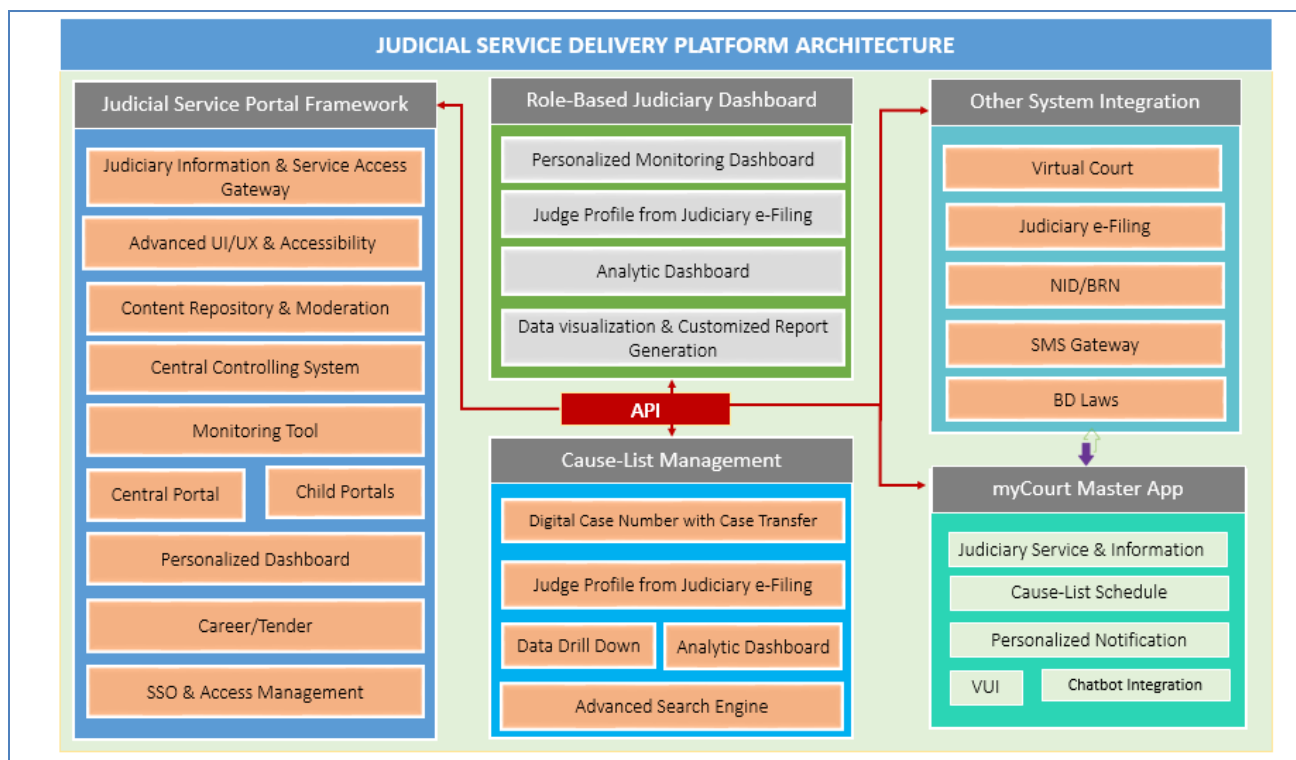 JUDICIAL SERVICE DELIVERY PLATFORM ARCHITECTURE
Judicial Service Portal Framework
Judiciary Information & Service Access
Gateway
Advanced UI/UX & Accessibility
Content Repository & Moderation
Central Controlling System
Monitoring Tool
Central Portal
Child Portals
Personalized Dashboard
Career/Tender
SSO & Access Management
Role-Based Judiciary Dashboard
Personalized Monitoring Dashboard
Judge Profile from Judiciary e-Filing
Analytic Dashboard
Data visualization & Customized Report
Generation
API
Cause-List Management
Digital Case Number with Case Transfer
Judge Profile from Judiciary e-Filing
Data Drill Down
Analytic Dashboard
Advanced Search Engine
Other System Integration
Virtual Court
Judiciary e-Filing
NID/BRN
SMS Gateway
BD Laws
myCourt Master App
Judiciary Service & Information
Cause-List Schedule
Personalized Notification
VUI
Chatbot Integration